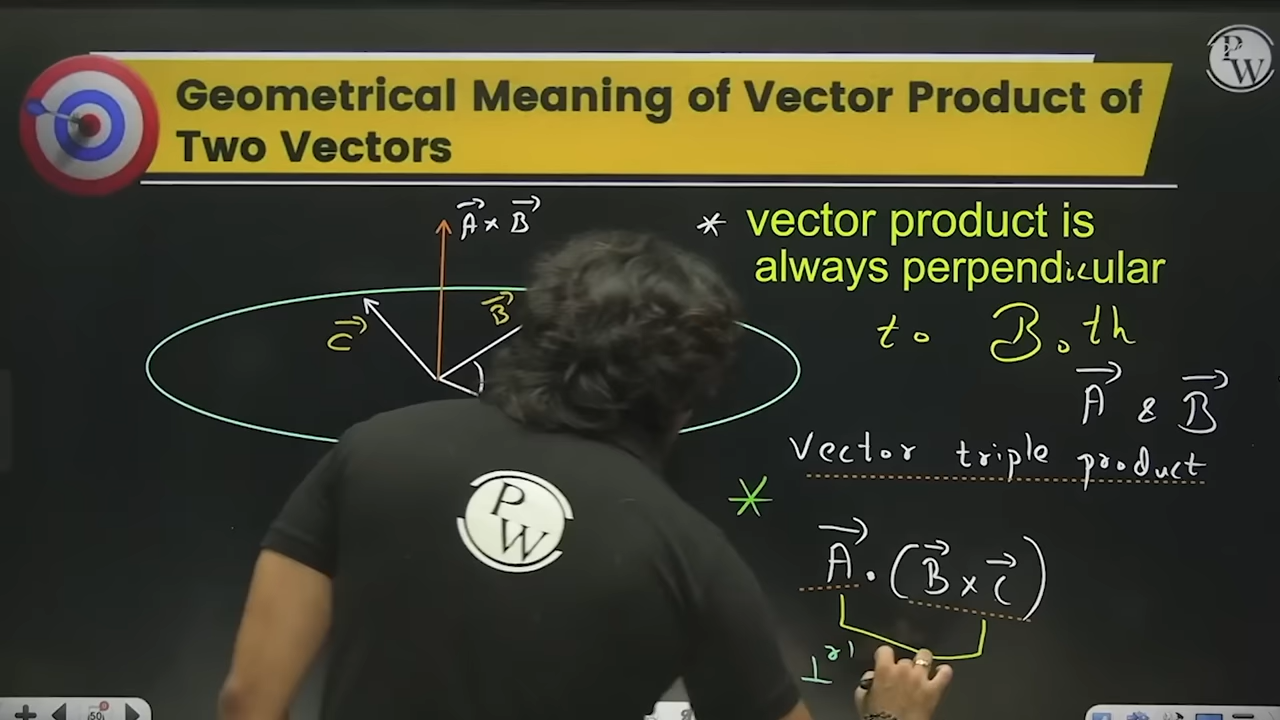 Geometrical Meaning of Vector Product of
Two Vectors
PW
A × B
B
C
* vector product is
always perpendicular
to Both
A & B
Vector triple product
*
A . (B × C)
⊥
PW
50